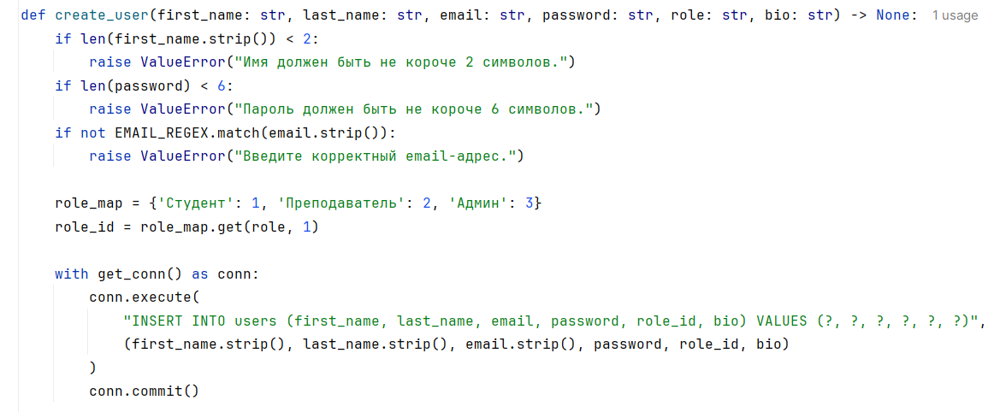 def create_user(first_name: str, last_name: str, email: str, password: str, role: str, bio: str) -> None: 1 usage
    if len(first_name.strip()) < 2:
        raise ValueError("Имя должен быть не короче 2 символов.")
    if len(password) < 6:
        raise ValueError("Пароль должен быть не короче 6 символов.")
    if not EMAIL_REGEX.match(email.strip()):
        raise ValueError("Введите корректный email-адрес.")

    role_map = {'Студент': 1, 'Преподаватель': 2, 'Админ': 3}
    role_id = role_map.get(role, 1)

    with get_conn() as conn:
        conn.execute(
            "INSERT INTO users (first_name, last_name, email, password, role_id, bio) VALUES (?, ?, ?, ?, ?, ?)",
            (first_name.strip(), last_name.strip(), email.strip(), password, role_id, bio)
        )
        conn.commit()